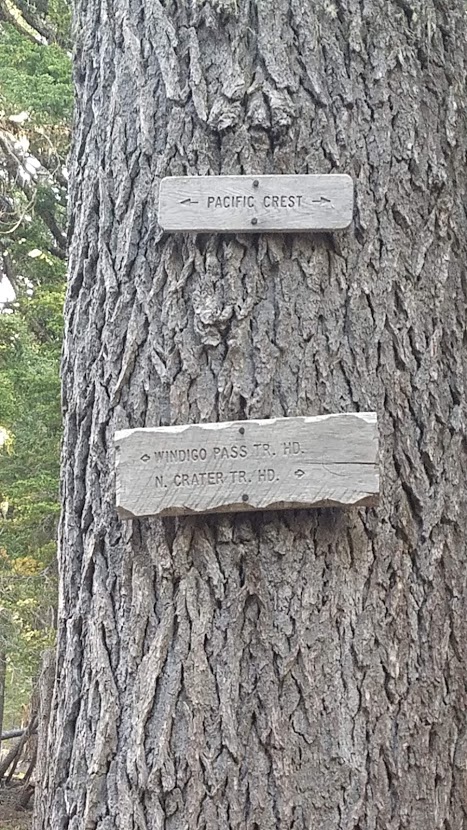 ← PACIFIC CREST →
WINDIGO PASS TR. HD.
N. CRATER TR. HD.